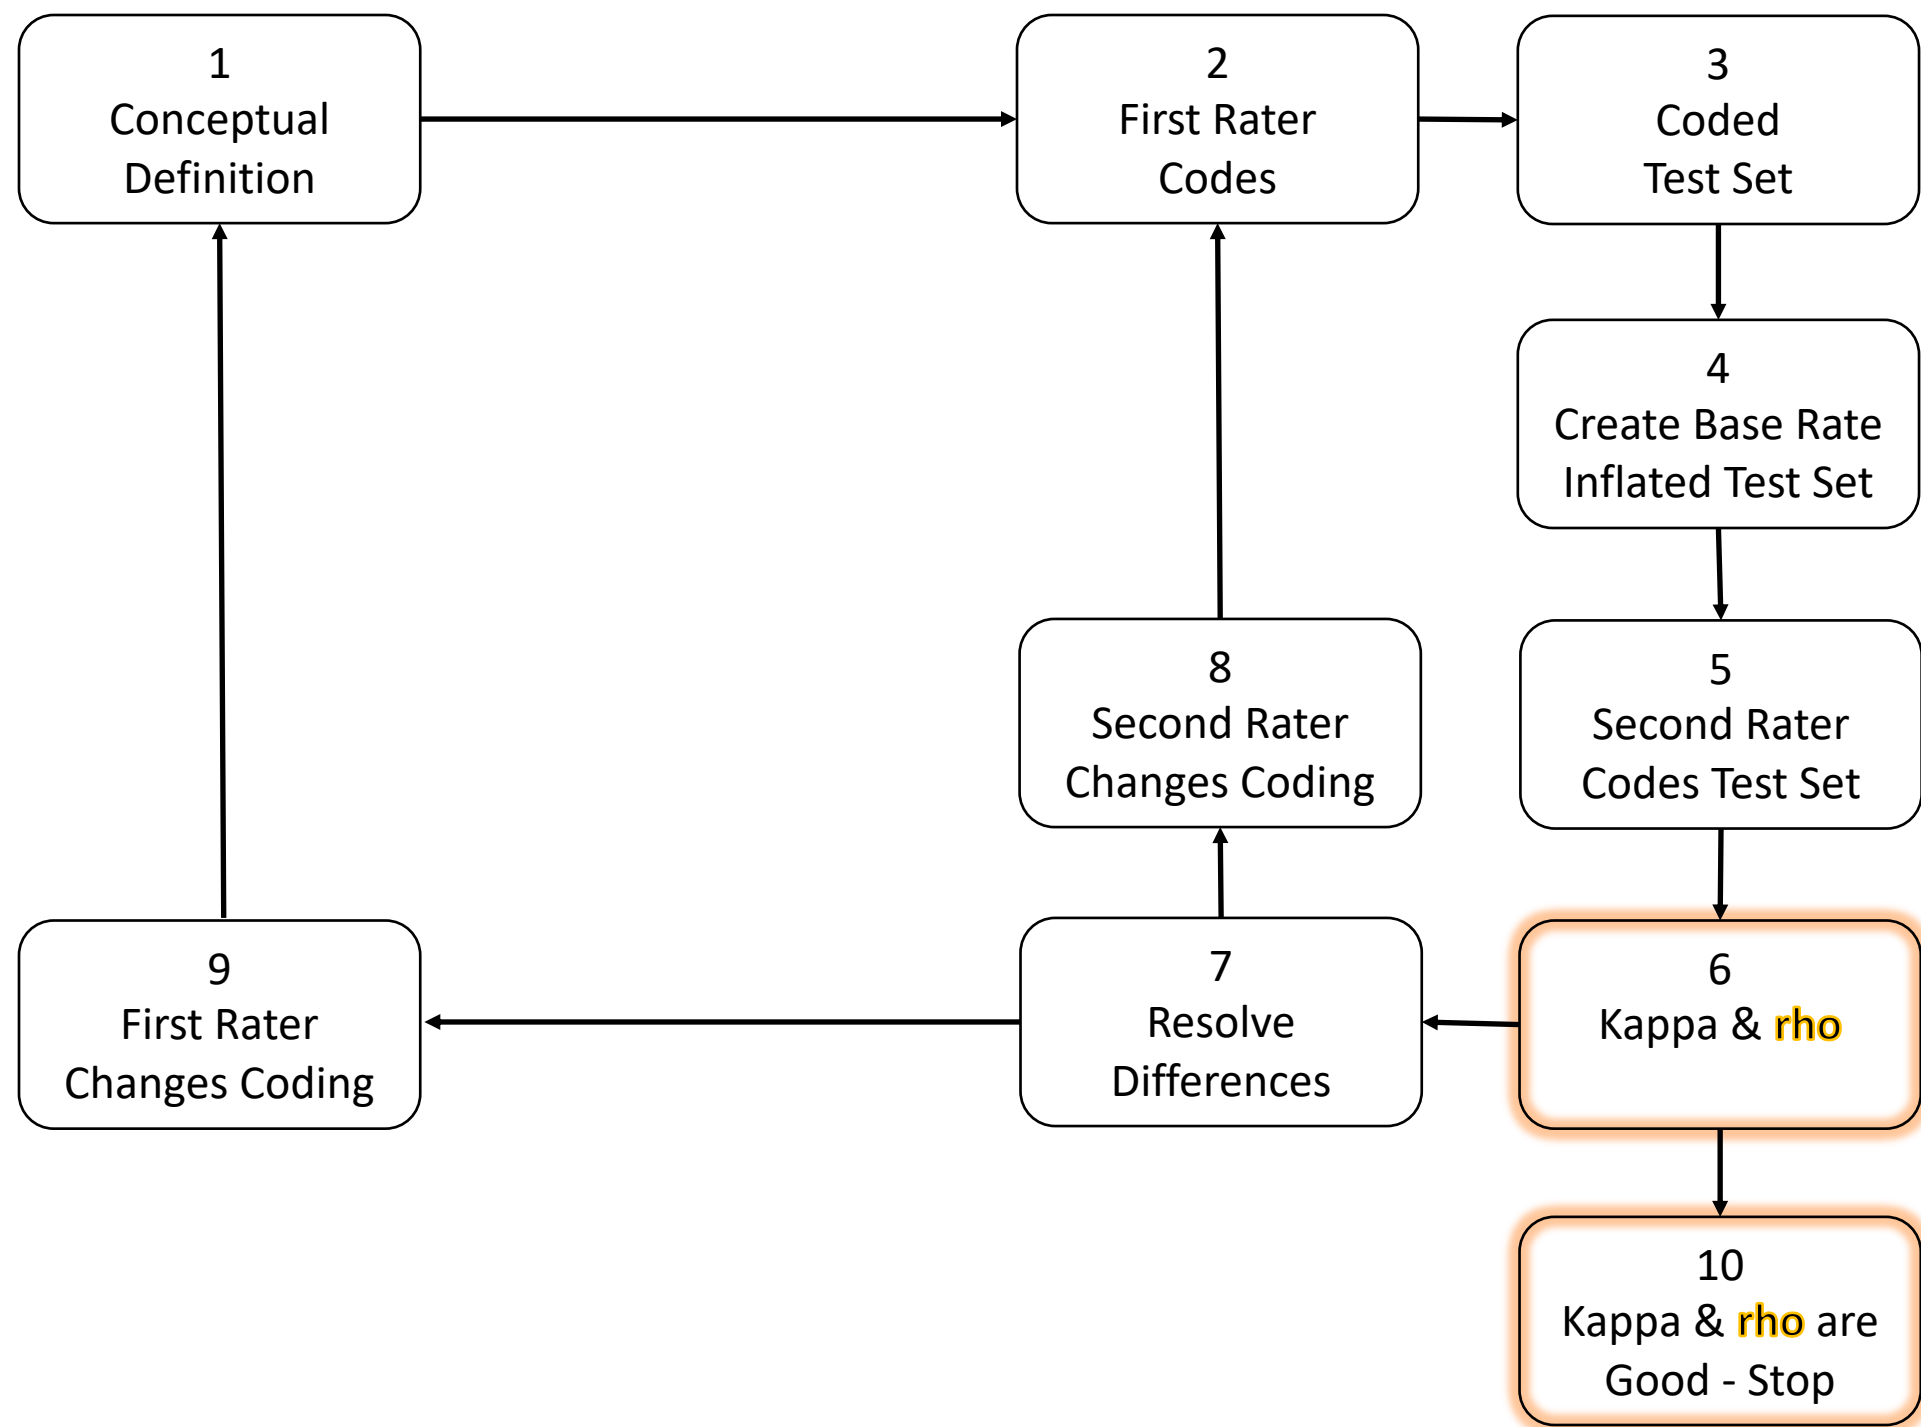 1
Conceptual
Definition
2
First Rater
Codes
3
Coded
Test Set
4
Create Base Rate
Inflated Test Set
5
Second Rater
Codes Test Set
6
Kappa & rho
7
Resolve
Differences
8
Second Rater
Changes Coding
9
First Rater
Changes Coding
10
Kappa & rho are
Good - Stop